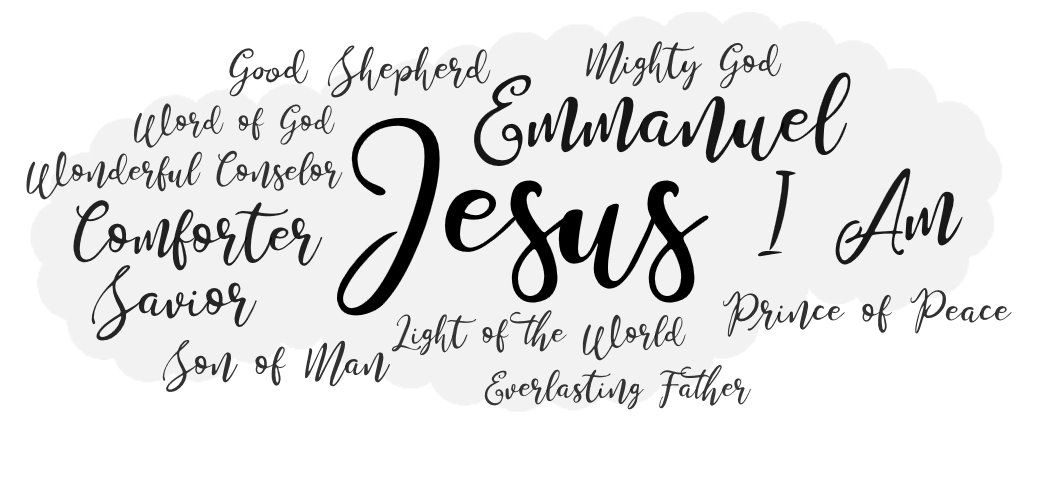 Good Shepherd
Mighty God
Emmanuel
Word of God
Wonderful Conselor
Jesus
I Am
Comforter
Savior
Prince of Peace
Light of the World
Son of Man
Everlasting Father